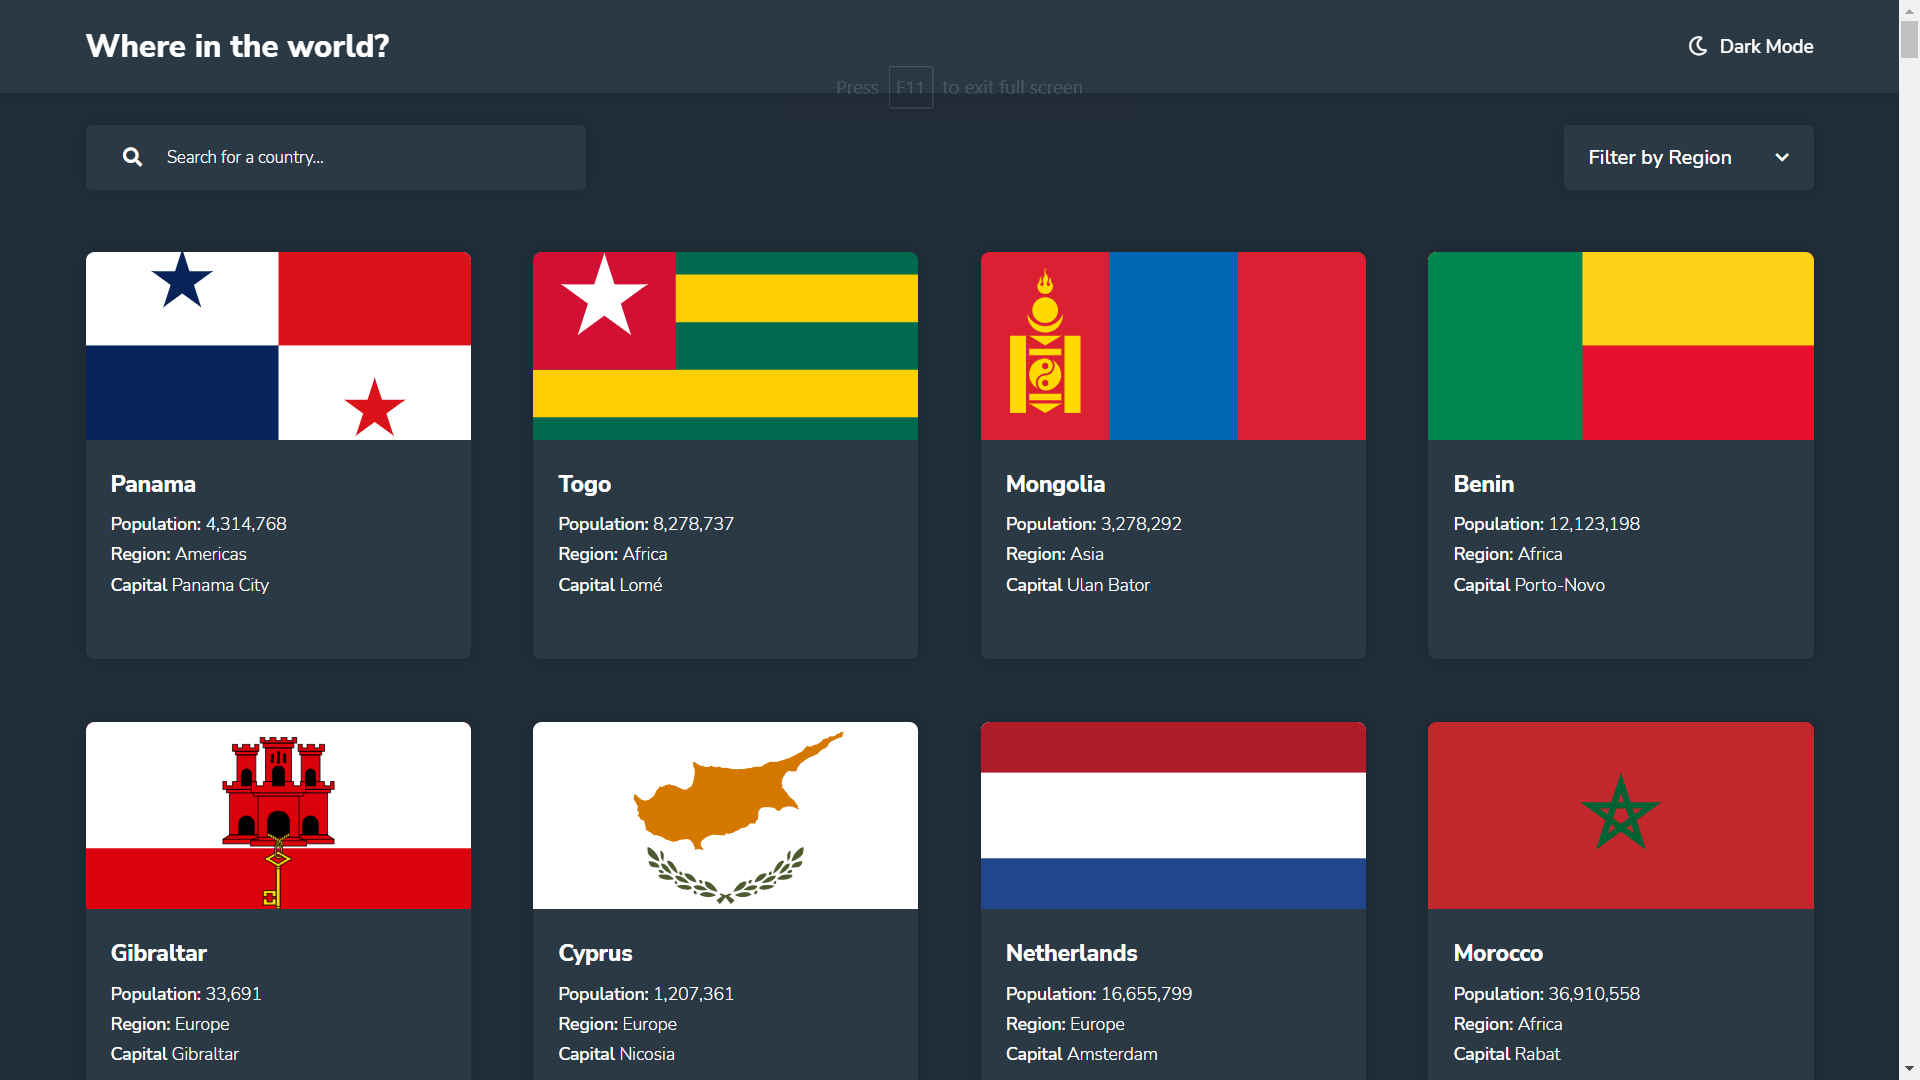 Where in the world?
Dark Mode
Press F11 to exit full screen
Search for a country...
Filter by Region
Panama
Population: 4,314,768
Region: Americas
Capital Panama City
Togo
Population: 8,278,737
Region: Africa
Capital Lomé
Mongolia
Population: 3,278,292
Region: Asia
Capital Ulan Bator
Benin
Population: 12,123,198
Region: Africa
Capital Porto-Novo
Gibraltar
Population: 33,691
Region: Europe
Capital Gibraltar
Cyprus
Population: 1,207,361
Region: Europe
Capital Nicosia
Netherlands
Population: 16,655,799
Region: Europe
Capital Amsterdam
Morocco
Population: 36,910,558
Region: Africa
Capital Rabat